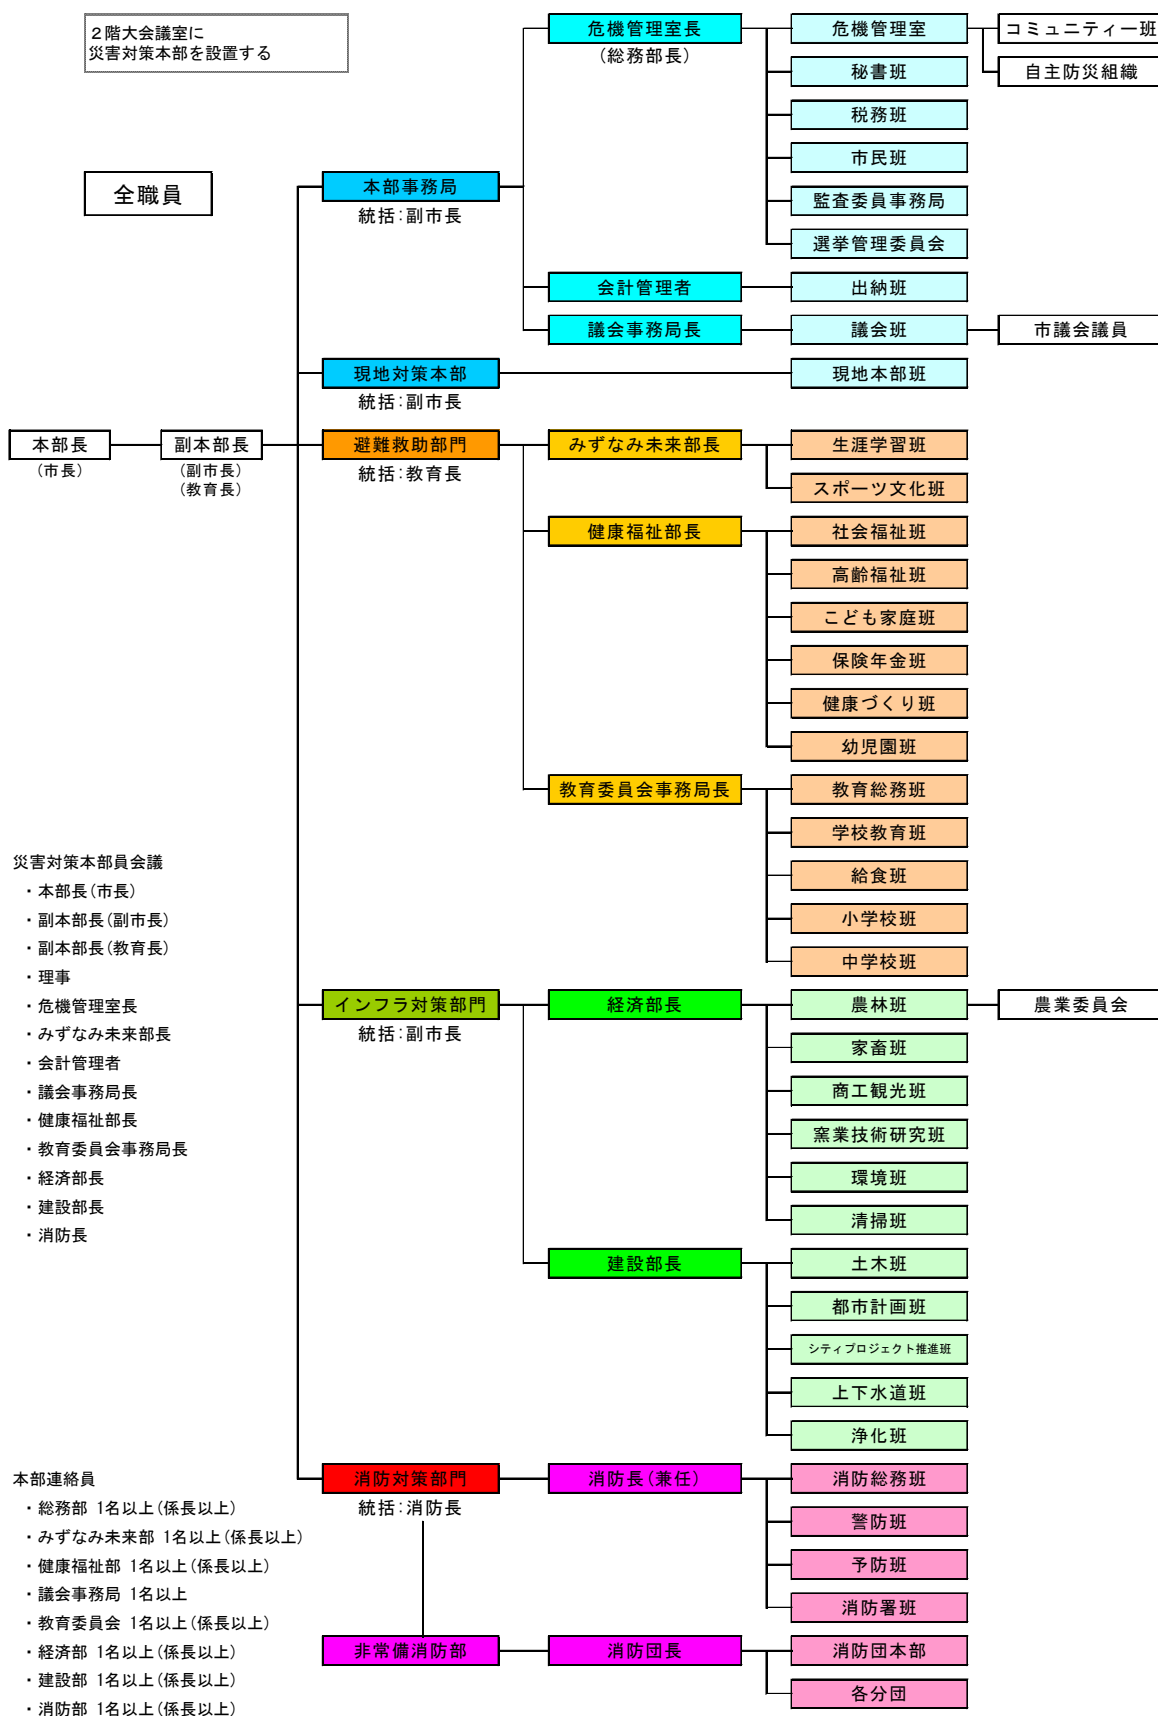 ２階大会議室に
災害対策本部を設置する
全職員
本部長
(市長)
副本部長
(副市長)
(教育長)
本部事務局
統括：副市長
危機管理室長
(総務部長)
危機管理室
コミュニティー班
自主防災組織
秘書班
税務班
市民班
監査委員事務局
選挙管理委員会
会計管理者
出納班
議会事務局長
議会班
市議会議員
現地対策本部
統括：副市長
現地本部班
避難救助部門
統括：教育長
みずなみ未来部長
生涯学習班
スポーツ文化班
健康福祉部長
社会福祉班
高齢福祉班
こども家庭班
保険年金班
健康づくり班
幼児園班
教育委員会事務局長
教育総務班
学校教育班
給食班
小学校班
中学校班
インフラ対策部門
統括：副市長
経済部長
農林班
農業委員会
家畜班
商工観光班
窯業技術研究班
環境班
清掃班
建設部長
土木班
都市計画班
シティプロジェクト推進班
上下水道班
浄化班
消防対策部門
統括：消防長
消防長(兼任)
消防総務班
警防班
予防班
消防署班
非常備消防部
消防団長
消防団本部
各分団
災害対策本部員会議
・本部長(市長)
・副本部長(副市長)
・副本部長(教育長)
・理事
・危機管理室長
・みずなみ未来部長
・会計管理者
・議会事務局長
・健康福祉部長
・教育委員会事務局長
・経済部長
・建設部長
・消防長
本部連絡員
・総務部 1名以上(係長以上)
・みずなみ未来部 1名以上(係長以上)
・健康福祉部 1名以上(係長以上)
・議会事務局 1名以上
・教育委員会 1名以上(係長以上)
・経済部 1名以上(係長以上)
・建設部 1名以上(係長以上)
・消防部 1名以上(係長以上)